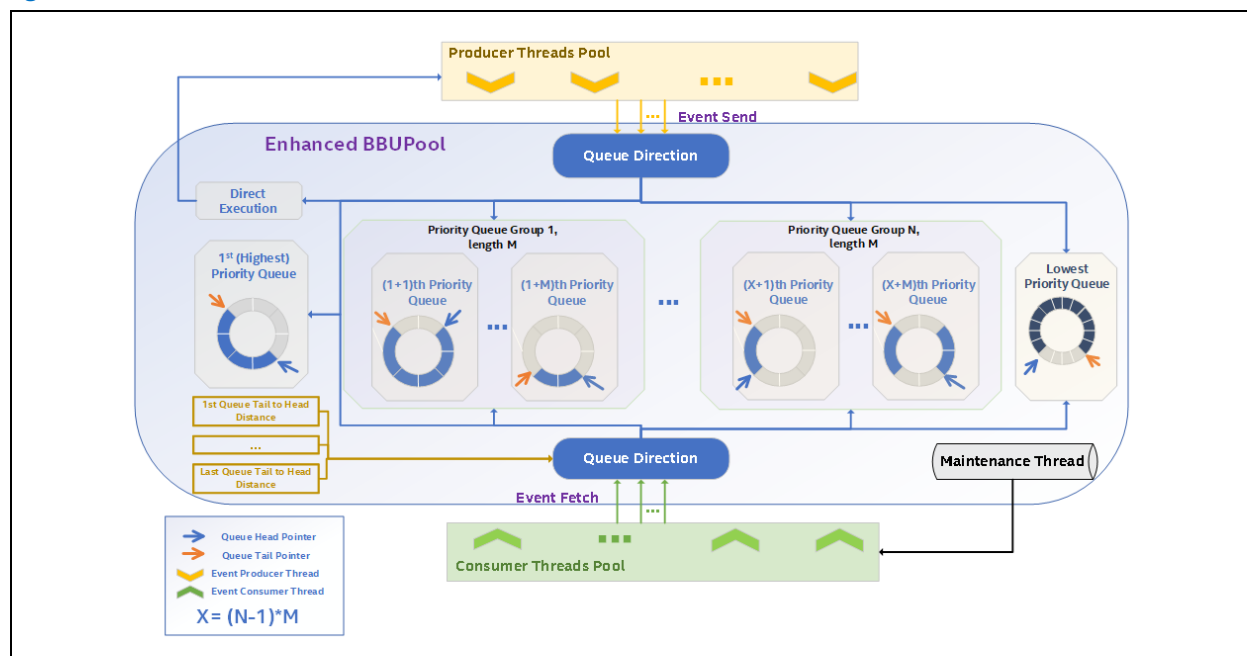 Producer Threads Pool
...
Event Send
Enhanced BBUPool
Queue Direction
Direct
Execution
1st (Highest)
Priority Queue
Priority Queue Group 1,
length M
(1+1)th Priority
Queue
...
(1+M)th Priority
Queue
...
Priority Queue Group N,
length M
(X+1)th Priority
Queue
...
(X+M)th Priority
Queue
Lowest
Priority Queue
1st Queue Tail to Head
Distance
...
Last Queue Tail to Head
Distance
Queue Direction
Maintenance Thread
Event Fetch
...
Consumer Threads Pool
Queue Head Pointer
Queue Tail Pointer
Event Producer Thread
Event Consumer Thread
X= (N-1)*M